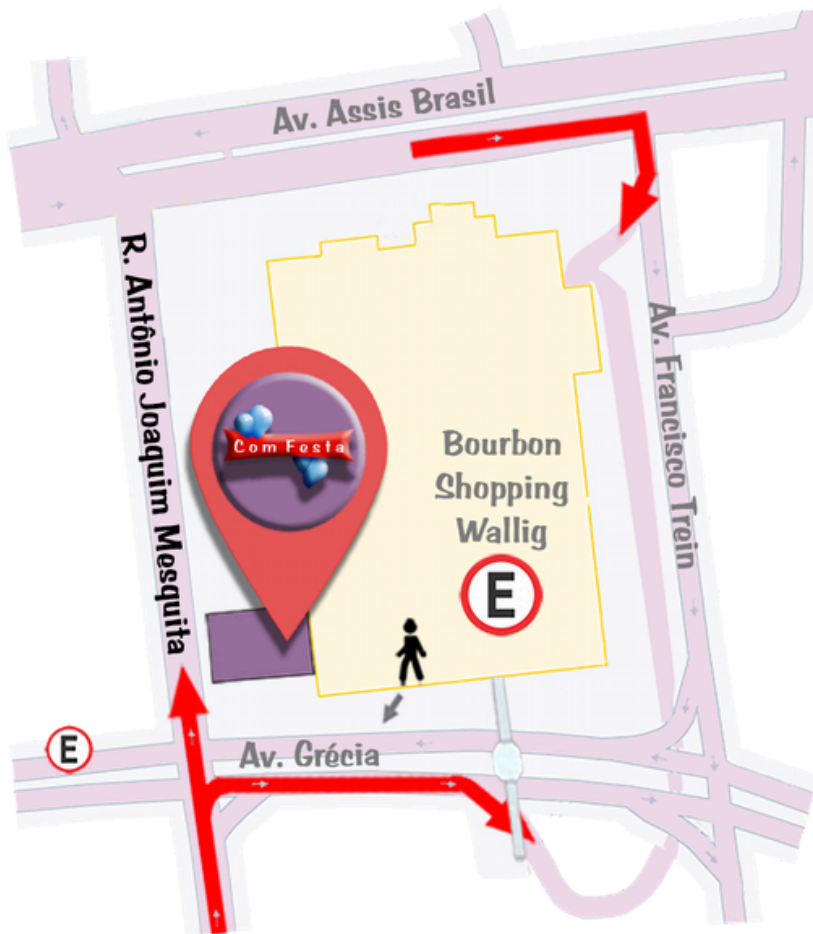 Av. Assis Brasil
R. Antônio Joaquim Mesquita
Av. Francisco Trein
Com Festa
Bourbon
Shopping
Wallig
E
E
Av. Grécia